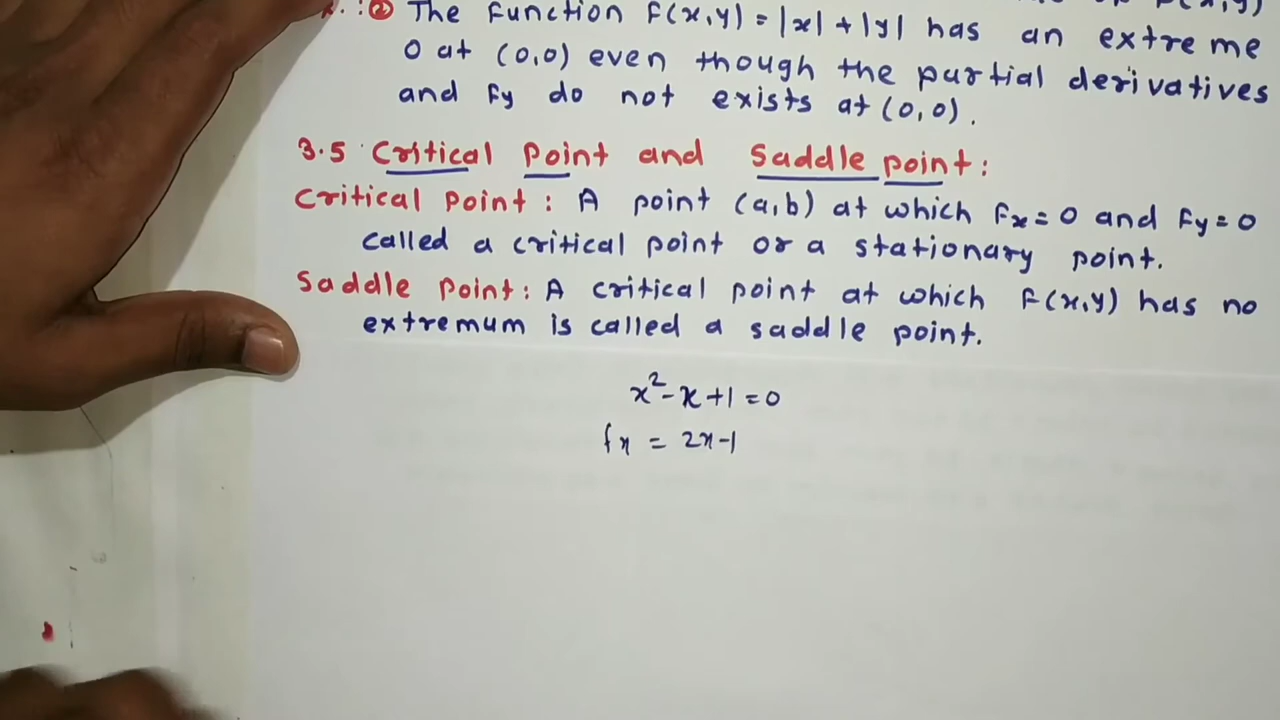 ② The function f(x,y) = |x| + |y| has an extreme
0 at (0,0) even though the partial derivatives
and fy do not exists at (0,0).
3.5 Critical Point and Saddle point:
Critical Point: A point (a,b) at which fx=0 and fy=0
called a critical point or a stationary point.
Saddle Point: A critical point at which f(x,y) has no
extremum is called a saddle point.
x²-x+1=0
fx = 2x-1